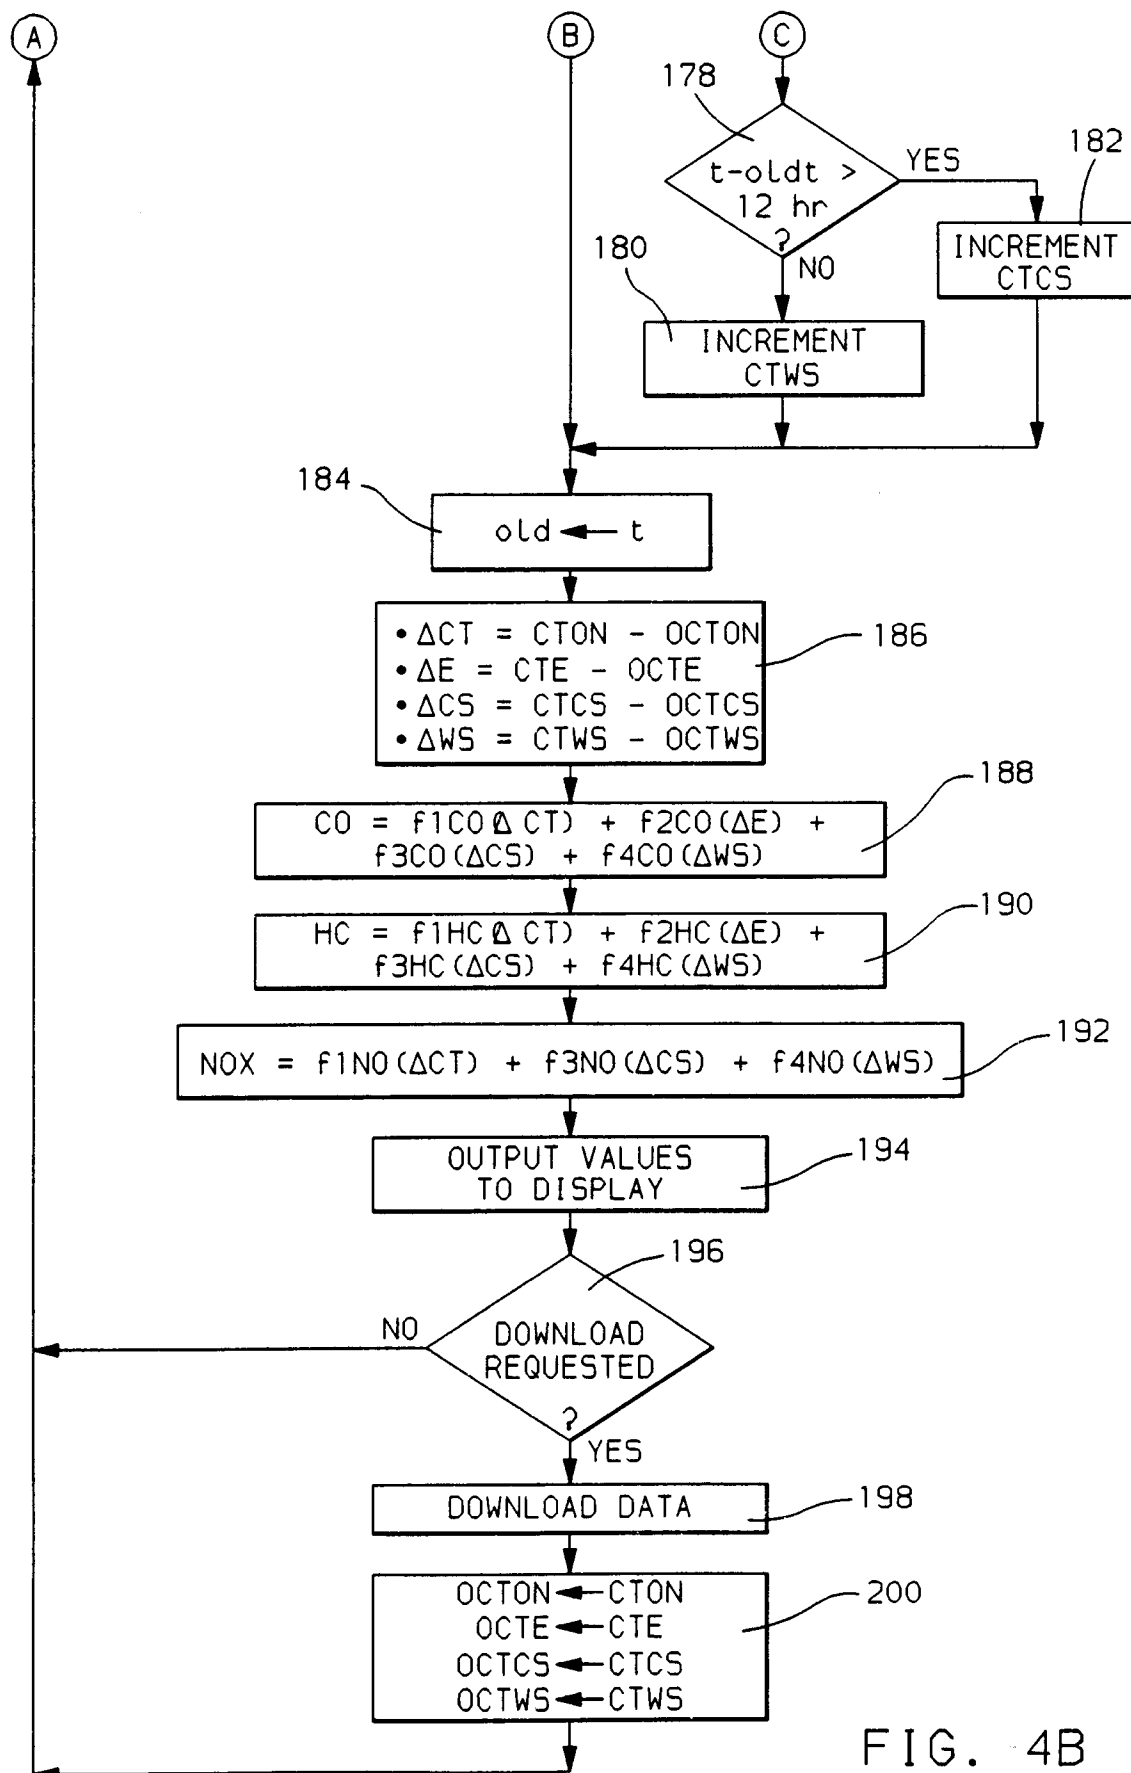 A
B
C
178
t-oldt >
12 hr
?
YES
NO
182
INCREMENT
CTCS
180
INCREMENT
CTWS
184
old ← t
186
• ΔCT = CTON - OCTON
• ΔE = CTE - OCTE
• ΔCS = CTCS - OCTCS
• ΔWS = CTWS - OCTWS
188
CO = f1CO(Δ CT) + f2CO(ΔE) +
f3CO(ΔCS) + f4CO(ΔWS)
190
HC = f1HC(Δ CT) + f2HC(ΔE) +
f3HC(ΔCS) + f4HC(ΔWS)
192
NOX = f1NO(ΔCT) + f3NO(ΔCS) + f4NO(ΔWS)
194
OUTPUT VALUES
TO DISPLAY
196
NO
DOWNLOAD
REQUESTED
?
YES
198
DOWNLOAD DATA
200
OCTON ← CTON
OCTE ← CTE
OCTCS ← CTCS
OCTWS ← CTWS
FIG. 4B